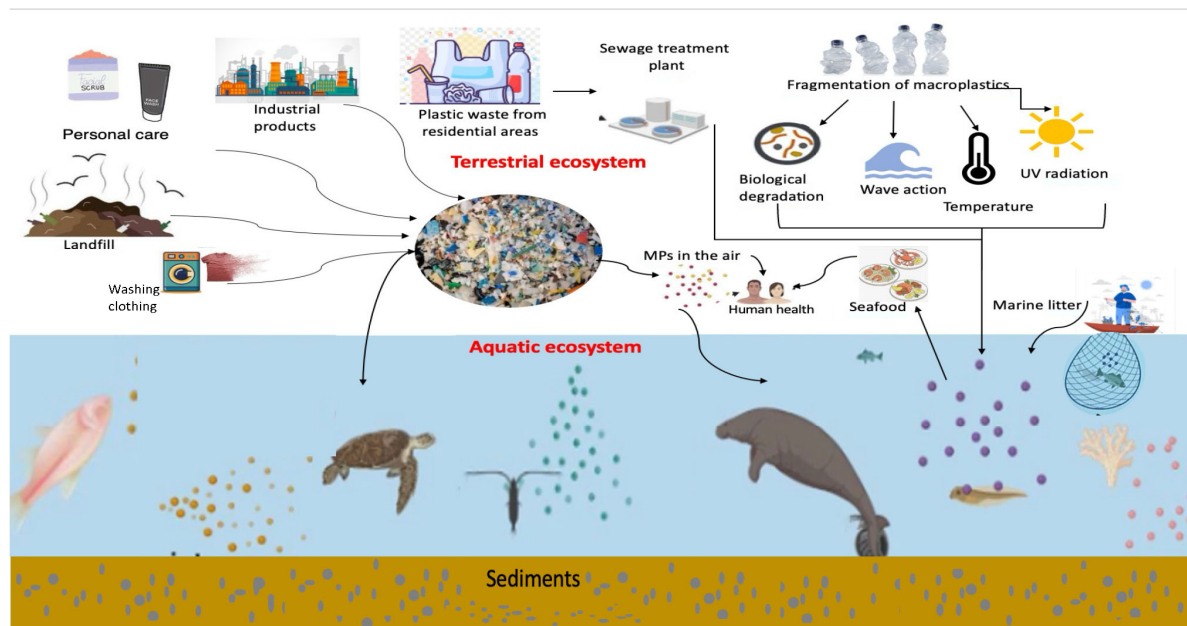 Facial
SCRUB
FACE
WASH
Personal care
Industrial
products
Plastic waste from
residential areas
Sewage treatment
plant
Fragmentation of macroplastics
Terrestrial ecosystem
Biological
degradation
Wave action
Temperature
UV radiation
Landfill
Washing
clothing
MPs in the air
Human health
Seafood
Marine litter
Aquatic ecosystem
Sediments